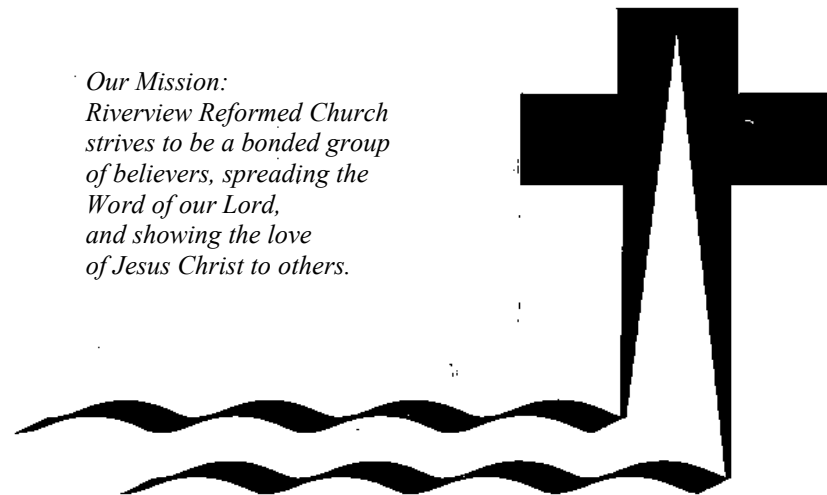 Our Mission:
Riverview Reformed Church
strives to be a bonded group
of believers, spreading the
Word of our Lord,
and showing the love
of Jesus Christ to others.